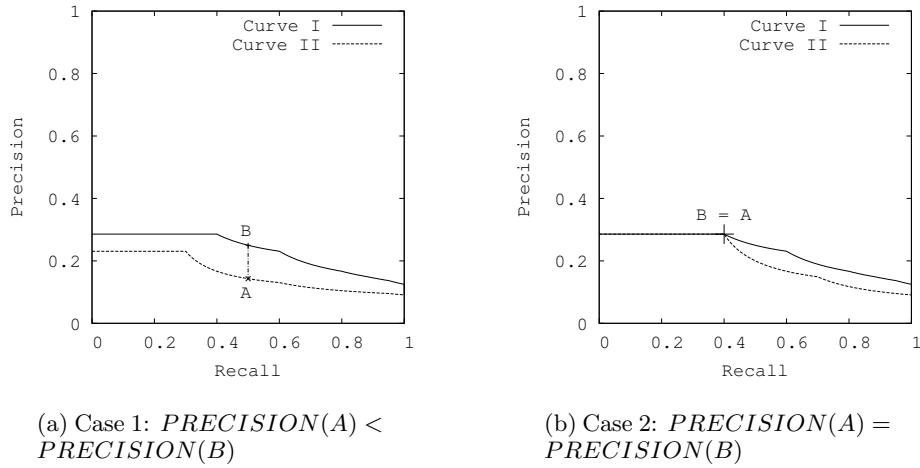 1
0.8
0.6
0.4
0.2
0
0 0.2 0.4 0.6 0.8 1
Precision
Recall
Curve I
Curve II
B
A
1
0.8
0.6
0.4
0.2
0
0 0.2 0.4 0.6 0.8 1
Precision
Recall
Curve I
Curve II
B = A
(a) Case 1: PRECISION(A) <
PRECISION(B)
(b) Case 2: PRECISION(A) =
PRECISION(B)